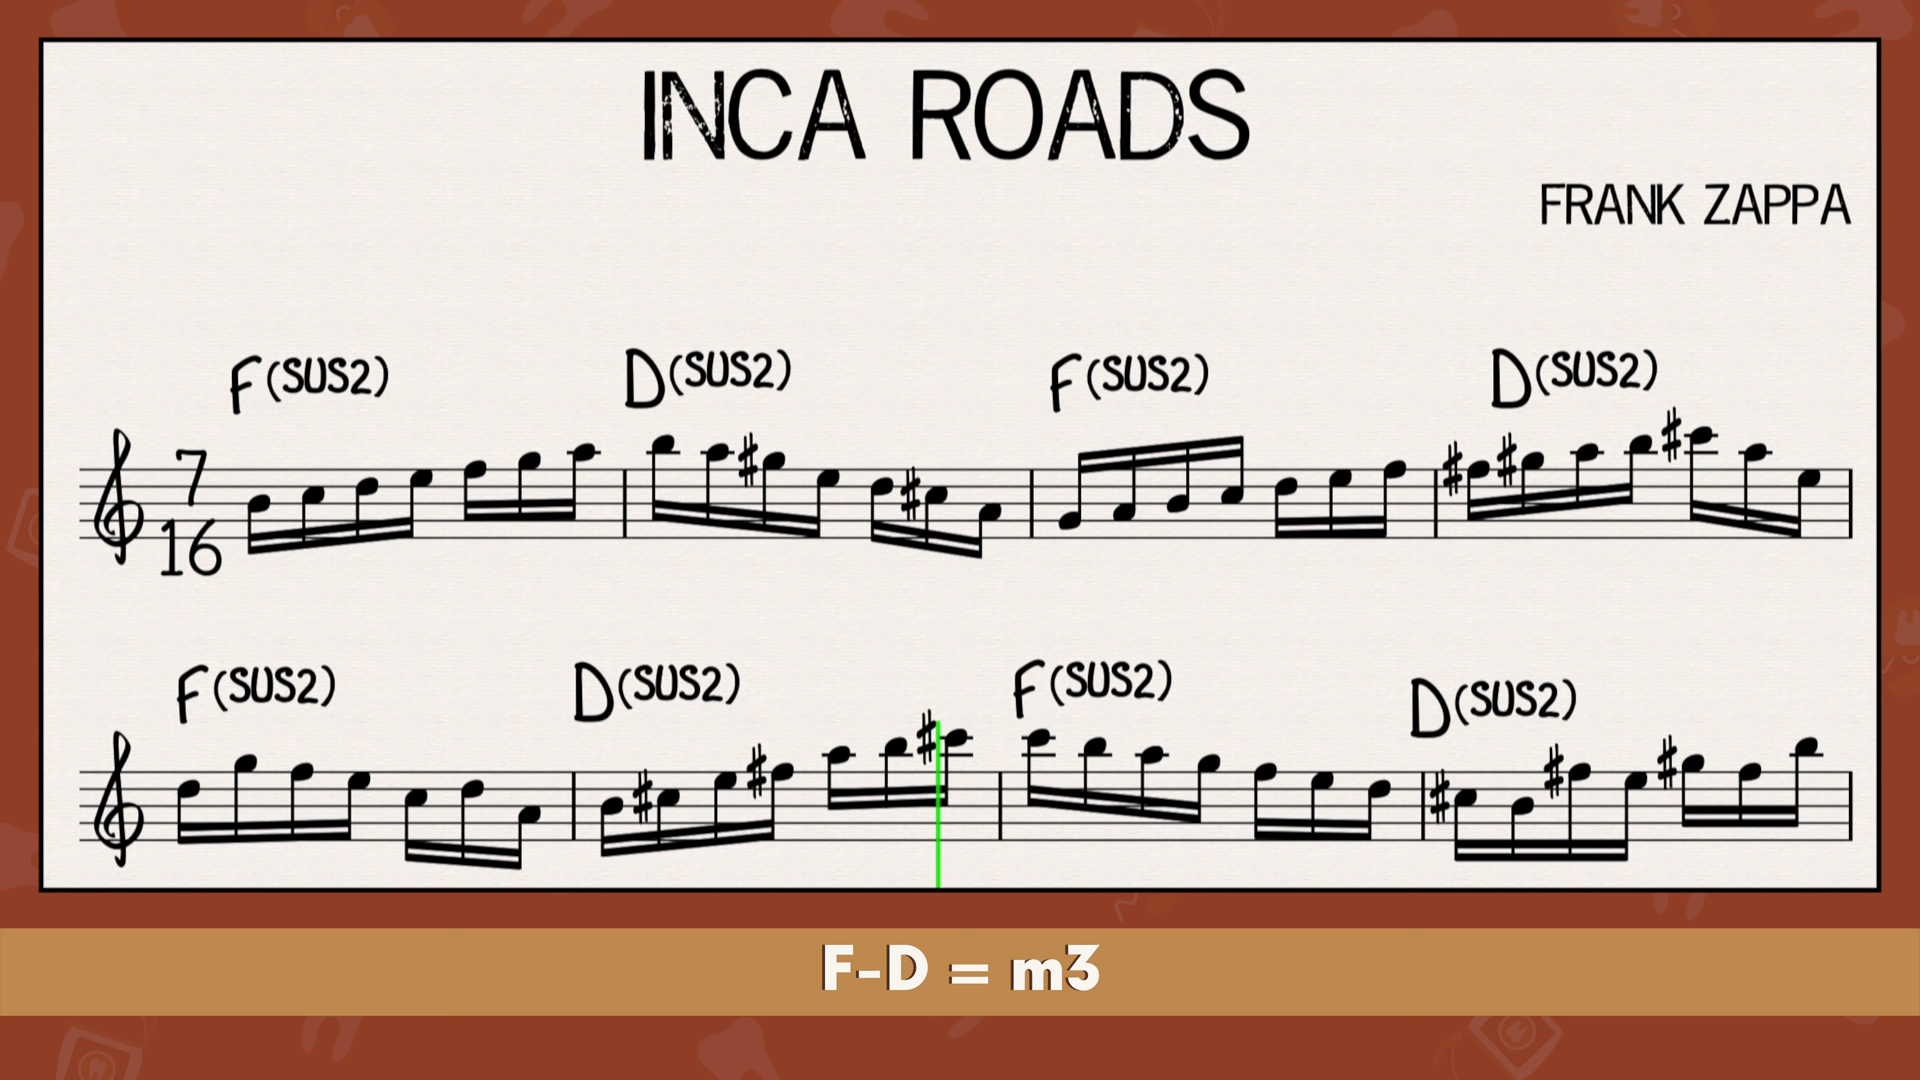 INCA ROADS
FRANK ZAPPA
F(SUS2) D(SUS2) F(SUS2) D(SUS2)
7
16
F(SUS2) D(SUS2) F(SUS2) D(SUS2)
F-D = m3